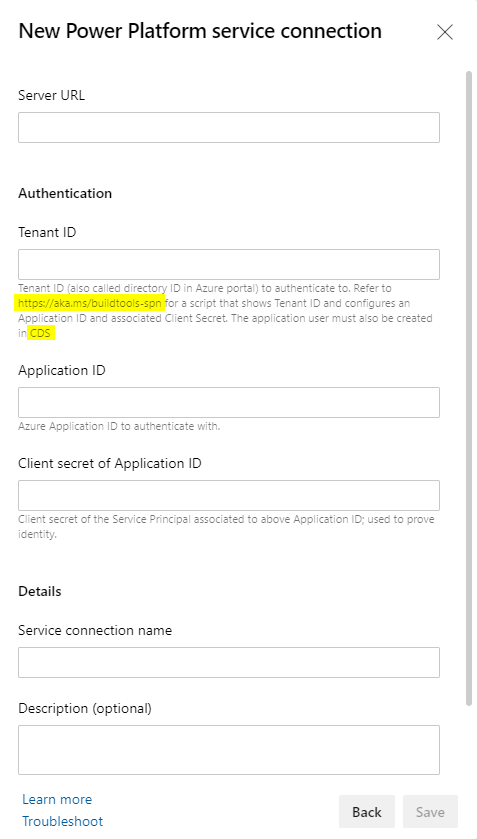 New Power Platform service connection
Server URL
Authentication
Tenant ID
Tenant ID (also called directory ID in Azure portal) to authenticate to. Refer to
https://aka.ms/buildtools-spn for a script that shows Tenant ID and configures an
Application ID and associated Client Secret. The application user must also be created
in CDS
Application ID
Azure Application ID to authenticate with.
Client secret of Application ID
Client secret of the Service Principal associated to above Application ID; used to prove
identity.
Details
Service connection name
Description (optional)
Learn more
Troubleshoot
Back
Save